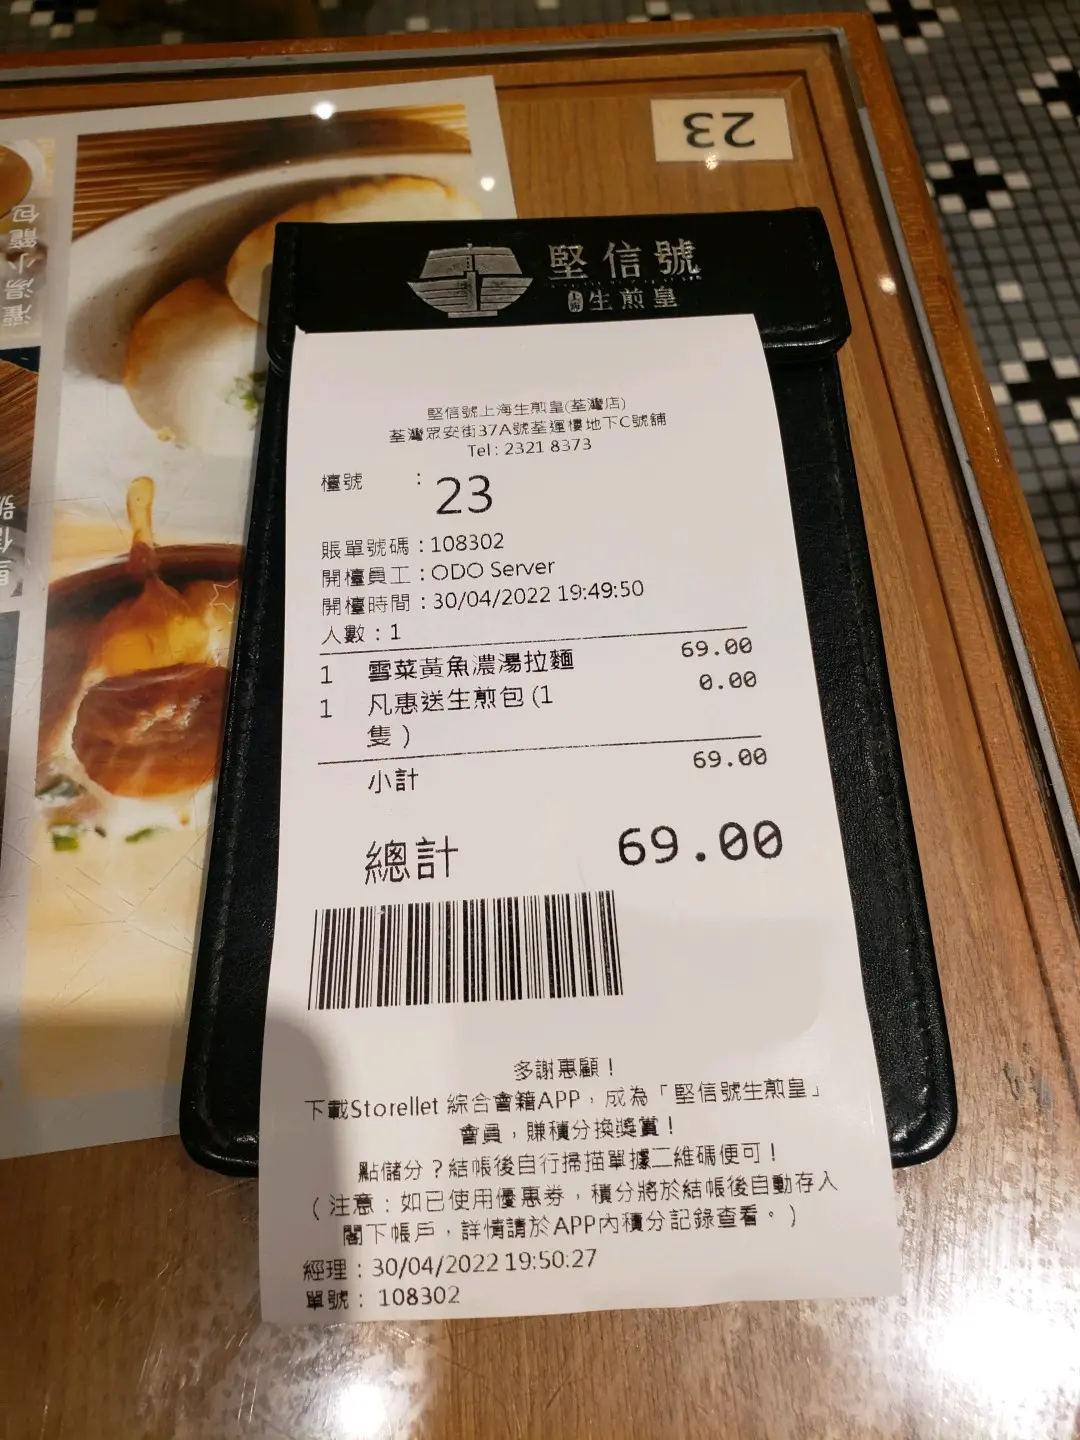 23
灌湯小籠包
堅信號
上海生煎皇
堅信號上海生煎皇(荃灣店)
荃灣眾安街37A號荃運樓地下C號舖
Tel : 2321 8373
檯號 : 23
賬單號碼 : 108302
開檯員工 : ODO Server
開檯時間 : 30/04/2022 19:49:50
人數 : 1
1 雪菜黃魚濃湯拉麵 69.00
1 凡惠送生煎包 (1 0.00
隻 )
小計 69.00
總計 69.00
多謝惠顧！
下載Storellet 綜合會籍APP，成為「堅信號生煎皇」
會員，賺積分換獎賞！
點儲分？結帳後自行掃描單據二維碼便可！
( 注意：如已使用優惠券，積分將於結帳後自動存入
閣下帳戶，詳情請於APP內積分記錄查看。)
經理 : 30/04/2022 19:50:27
單號 : 108302